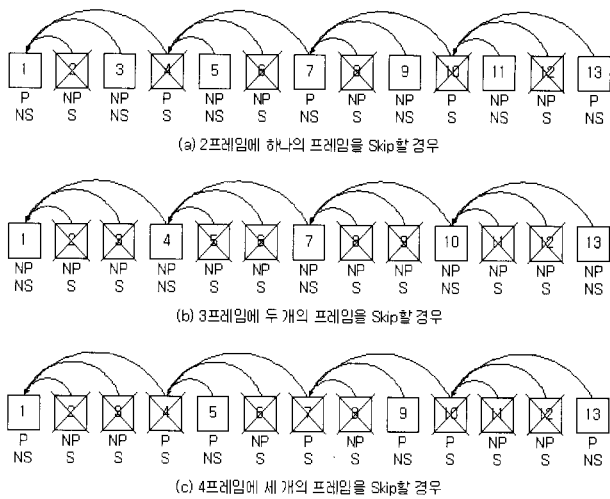 1 2 3 4 5 6 7 8 9 10 11 12 13
P NP NP P NP NP P NP NP P NP NP P
NS S NS S NS S NS S NS S NS S NS
(a) 2프레임에 하나의 프레임을 Skip할 경우
1 2 3 4 5 6 7 8 9 10 11 12 13
NP NP NP NP NP NP NP NP NP NP NP NP NP
NS S S NS S S NS S S NS S S NS
(b) 3프레임에 두 개의 프레임을 Skip할 경우
1 2 3 4 5 6 7 8 9 10 11 12 13
P NP NP P P NP P NP P P NP NP P
NS S S S NS S S S NS S S S NS
(c) 4프레임에 세 개의 프레임을 Skip할 경우